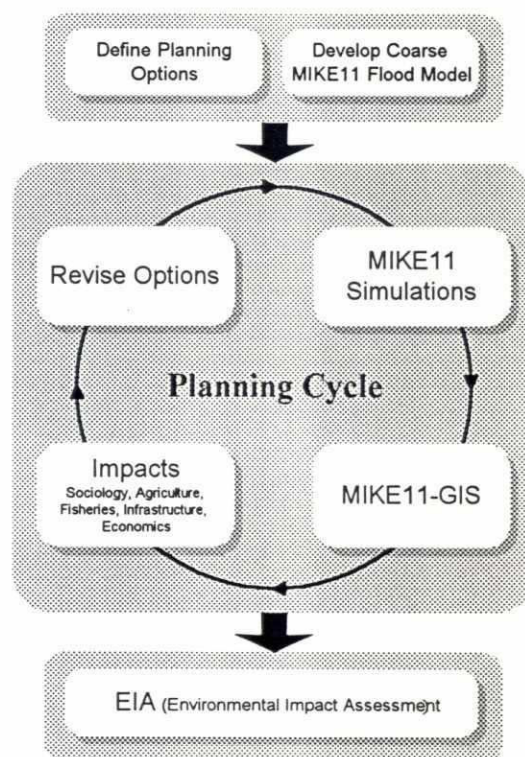 Define Planning
Options
Develop Coarse
MIKE11 Flood Model
Revise Options
MIKE11
Simulations
Planning Cycle
Impacts
Sociology, Agriculture,
Fisheries, Infrastructure,
Economics
MIKE11-GIS
EIA (Environmental Impact Assessment)